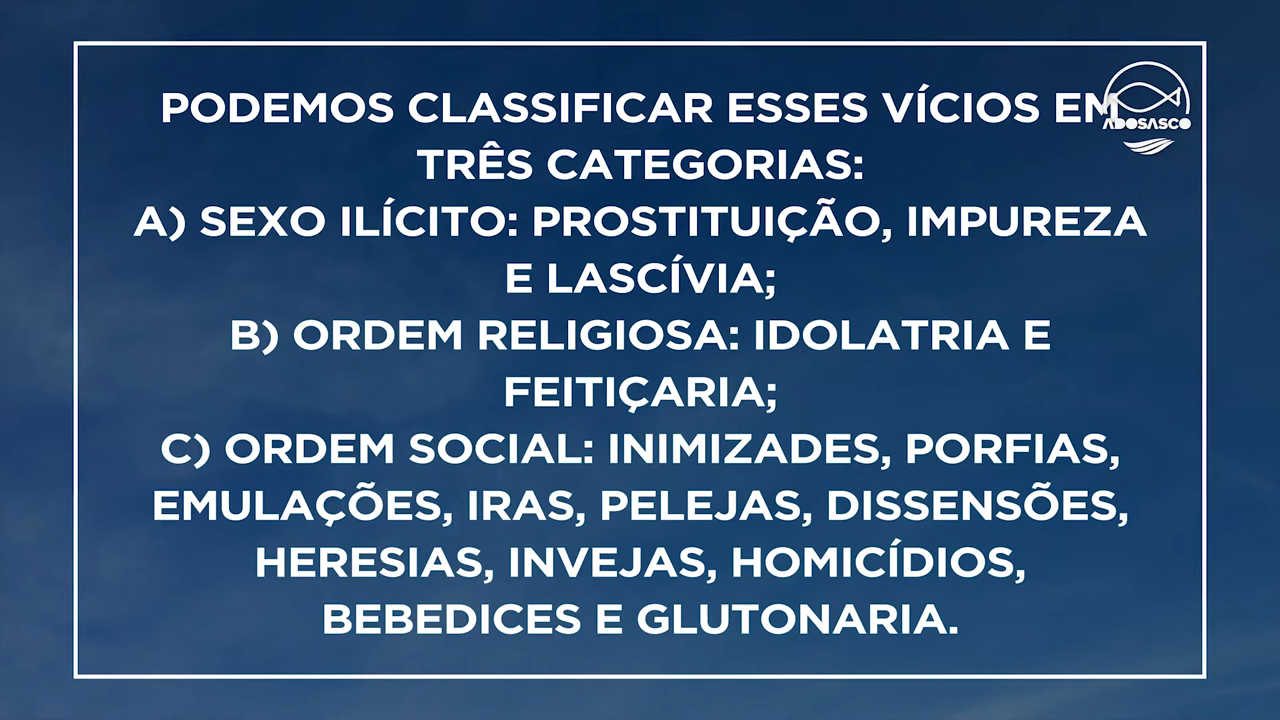 PODEMOS CLASSIFICAR ESSES VÍCIOS EM
ADOSASCO
TRÊS CATEGORIAS:
A) SEXO ILÍCITO: PROSTITUIÇÃO, IMPUREZA
E LASCÍVIA;
B) ORDEM RELIGIOSA: IDOLATRIA E
FEITIÇARIA;
C) ORDEM SOCIAL: INIMIZADES, PORFIAS,
EMULAÇÕES, IRAS, PELEJAS, DISSENSÕES,
HERESIAS, INVEJAS, HOMICÍDIOS,
BEBEDICES E GLUTONARIA.